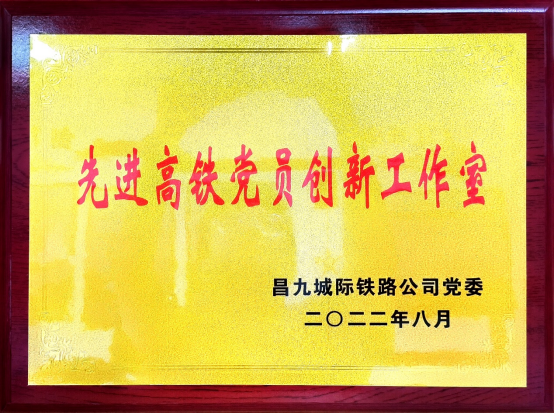 先进高铁党员创新工作室
昌九城际铁路公司党委
二〇二二年八月